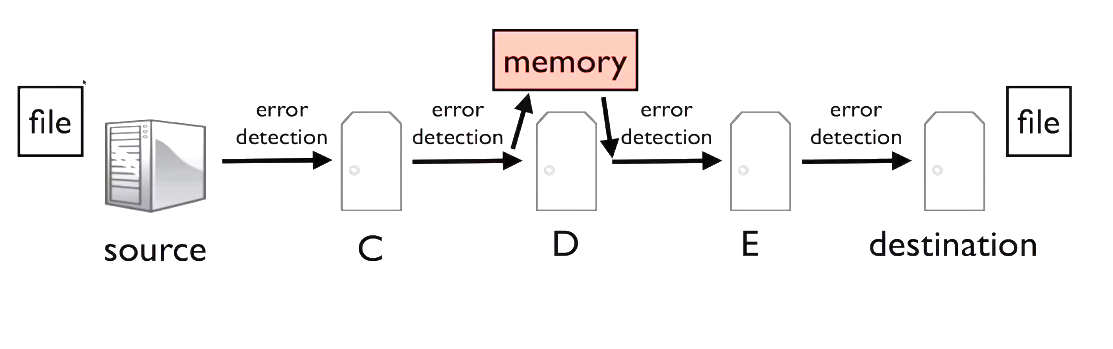 memory
file
error
detection
error
detection
error
detection
error
detection
file
source
C
D
E
destination